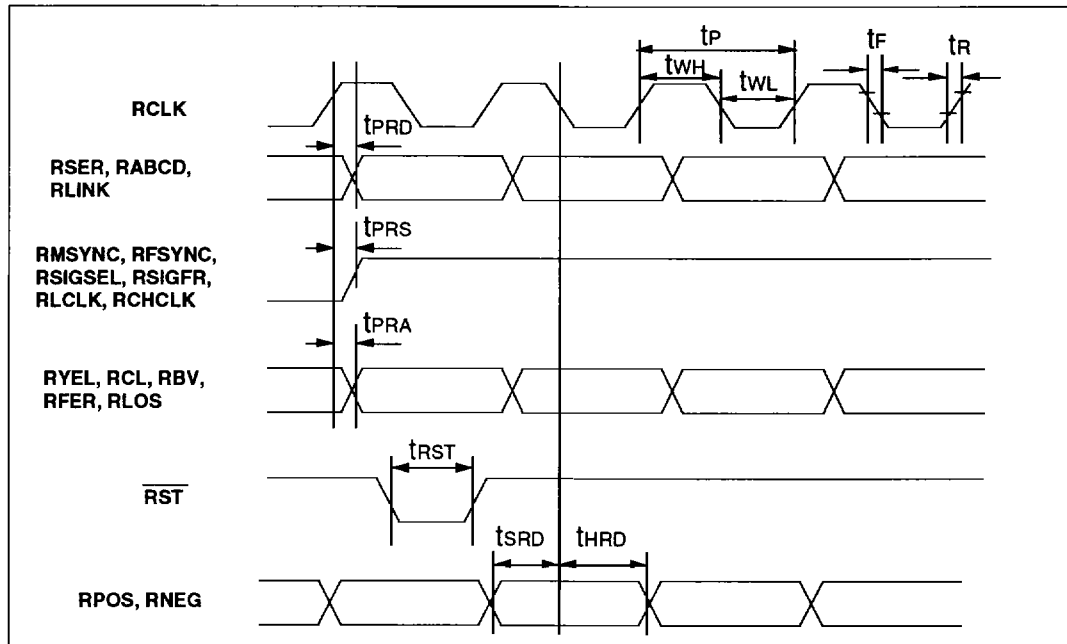 tP
tF
tR
tWH
tWL
RCLK
tPRD
RSER, RABCD,
RLINK
tPRS
RMSYNC, RFSYNC,
RSIGSEL, RSIGFR,
RLCLK, RCHCLK
tPRA
RYEL, RCL, RBV,
RFER, RLOS
tRST
RST
tSRD
tHRD
RPOS, RNEG